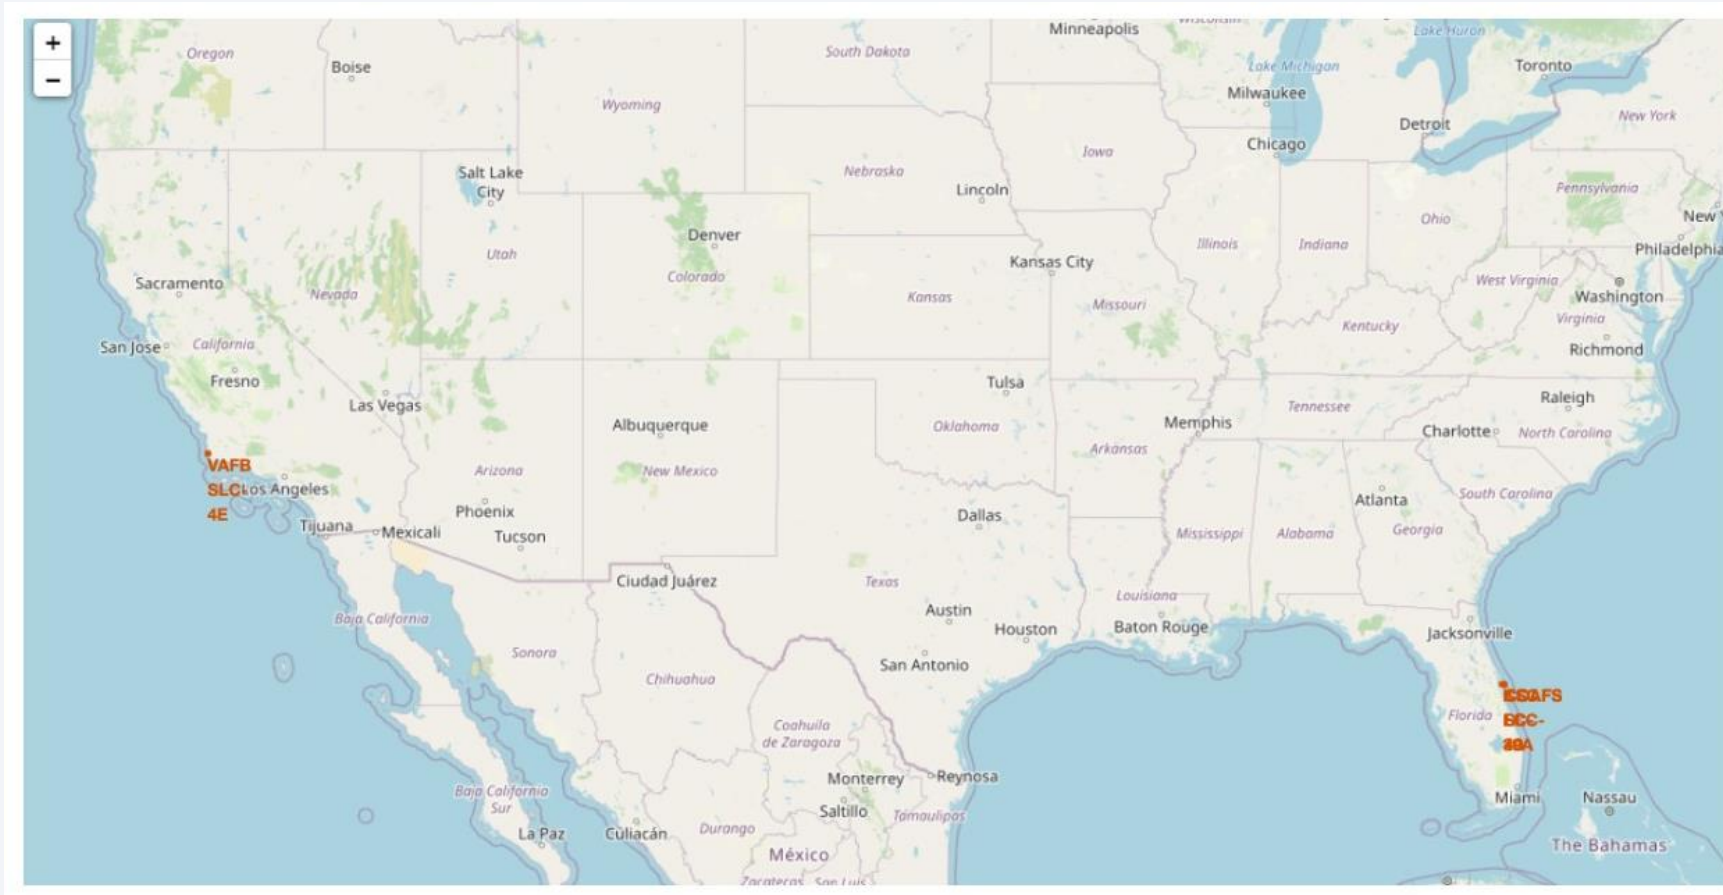 +
−
Minneapolis
Wisconsin
Lake Huron
Oregon
South Dakota
Boise
Lake Michigan
Toronto
Wyoming
Milwaukee
New York
Detroit
Chicago
Iowa
Salt Lake
City
Nebraska
Lincoln
Pennsylvania
New
Ohio
Denver
Illinois
Indiana
Philadelphia
Utah
Kansas City
Colorado
West Virginia
Sacramento
Nevada
Kansas
Missouri
Washington
Virginia
Kentucky
San Jose
California
Richmond
Fresno
Tulsa
Las Vegas
Raleigh
Tennessee
Albuquerque
Oklahoma
Memphis
Charlotte
North Carolina
Arkansas
VAFB
SLC-
4E
Los Angeles
Arizona
New Mexico
Atlanta
South Carolina
Phoenix
Dallas
Tijuana
Mexicali
Tucson
Mississippi
Alabama
Georgia
Ciudad Juárez
Texas
Louisiana
Austin
Baja California
Houston
Baton Rouge
Jacksonville
Sonora
San Antonio
Chihuahua
Florida
Coahuila
de Zaragoza
Monterrey
Reynosa
Baja California
Sur
Miami
Nassau
Saltillo
Tamaulipas
La Paz
Culiacán
Durango
The Bahamas
México
Zacatecas
San Luis